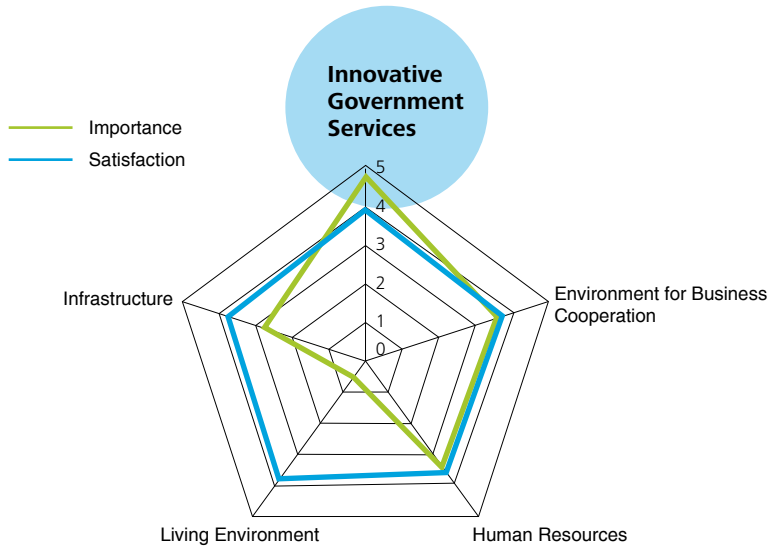 Innovative
Government
Services
Importance
Satisfaction
5
4
3
2
1
0
Infrastructure
Environment for Business
Cooperation
Living Environment
Human Resources